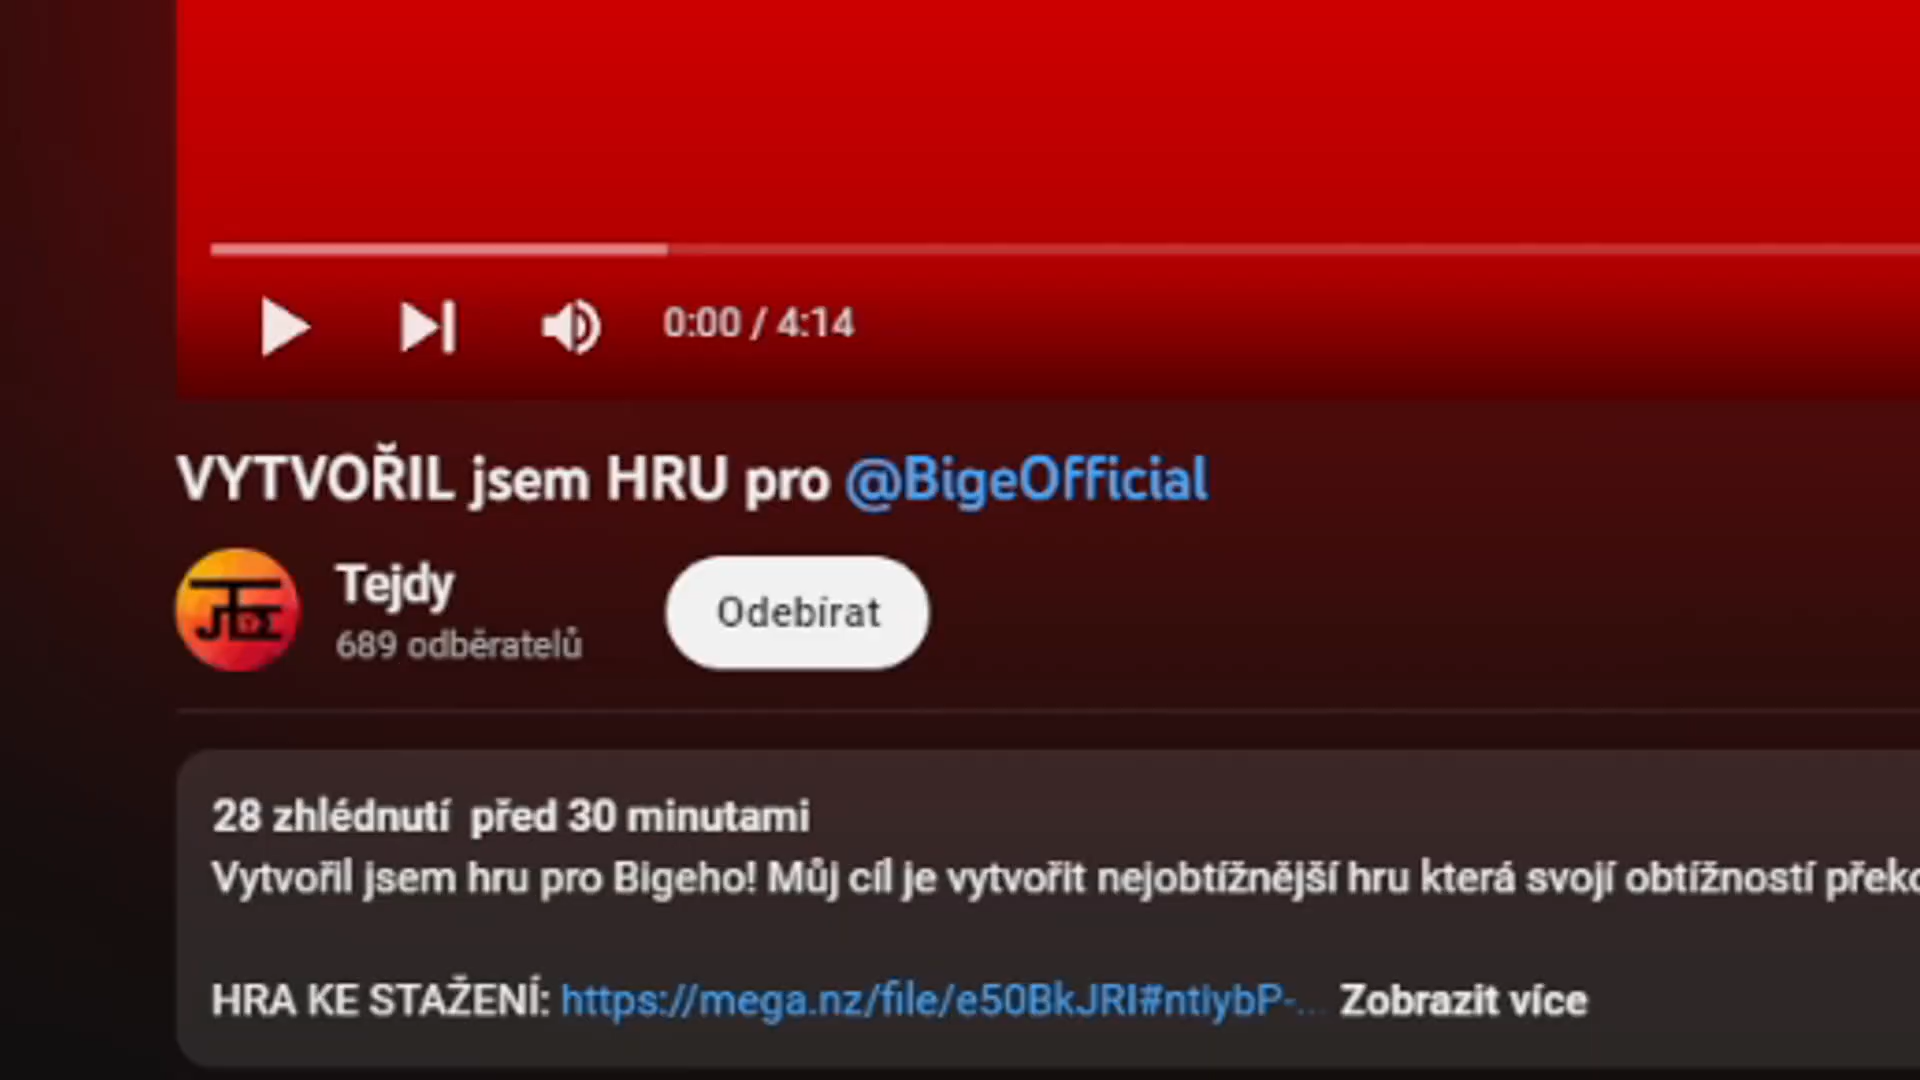 0:00 / 4:14
VYTVOŘIL jsem HRU pro @BigeOfficial
Tejdy
689 odběratelů
Odebírat
28 zhlédnutí před 30 minutami
Vytvořil jsem hru pro Bigeho! Můj cíl je vytvořit nejobtížnější hru která svojí obtížností
HRA KE STAŽENÍ: https://mega.nz/file/e50BkJRI#ntlybP-... Zobrazit více